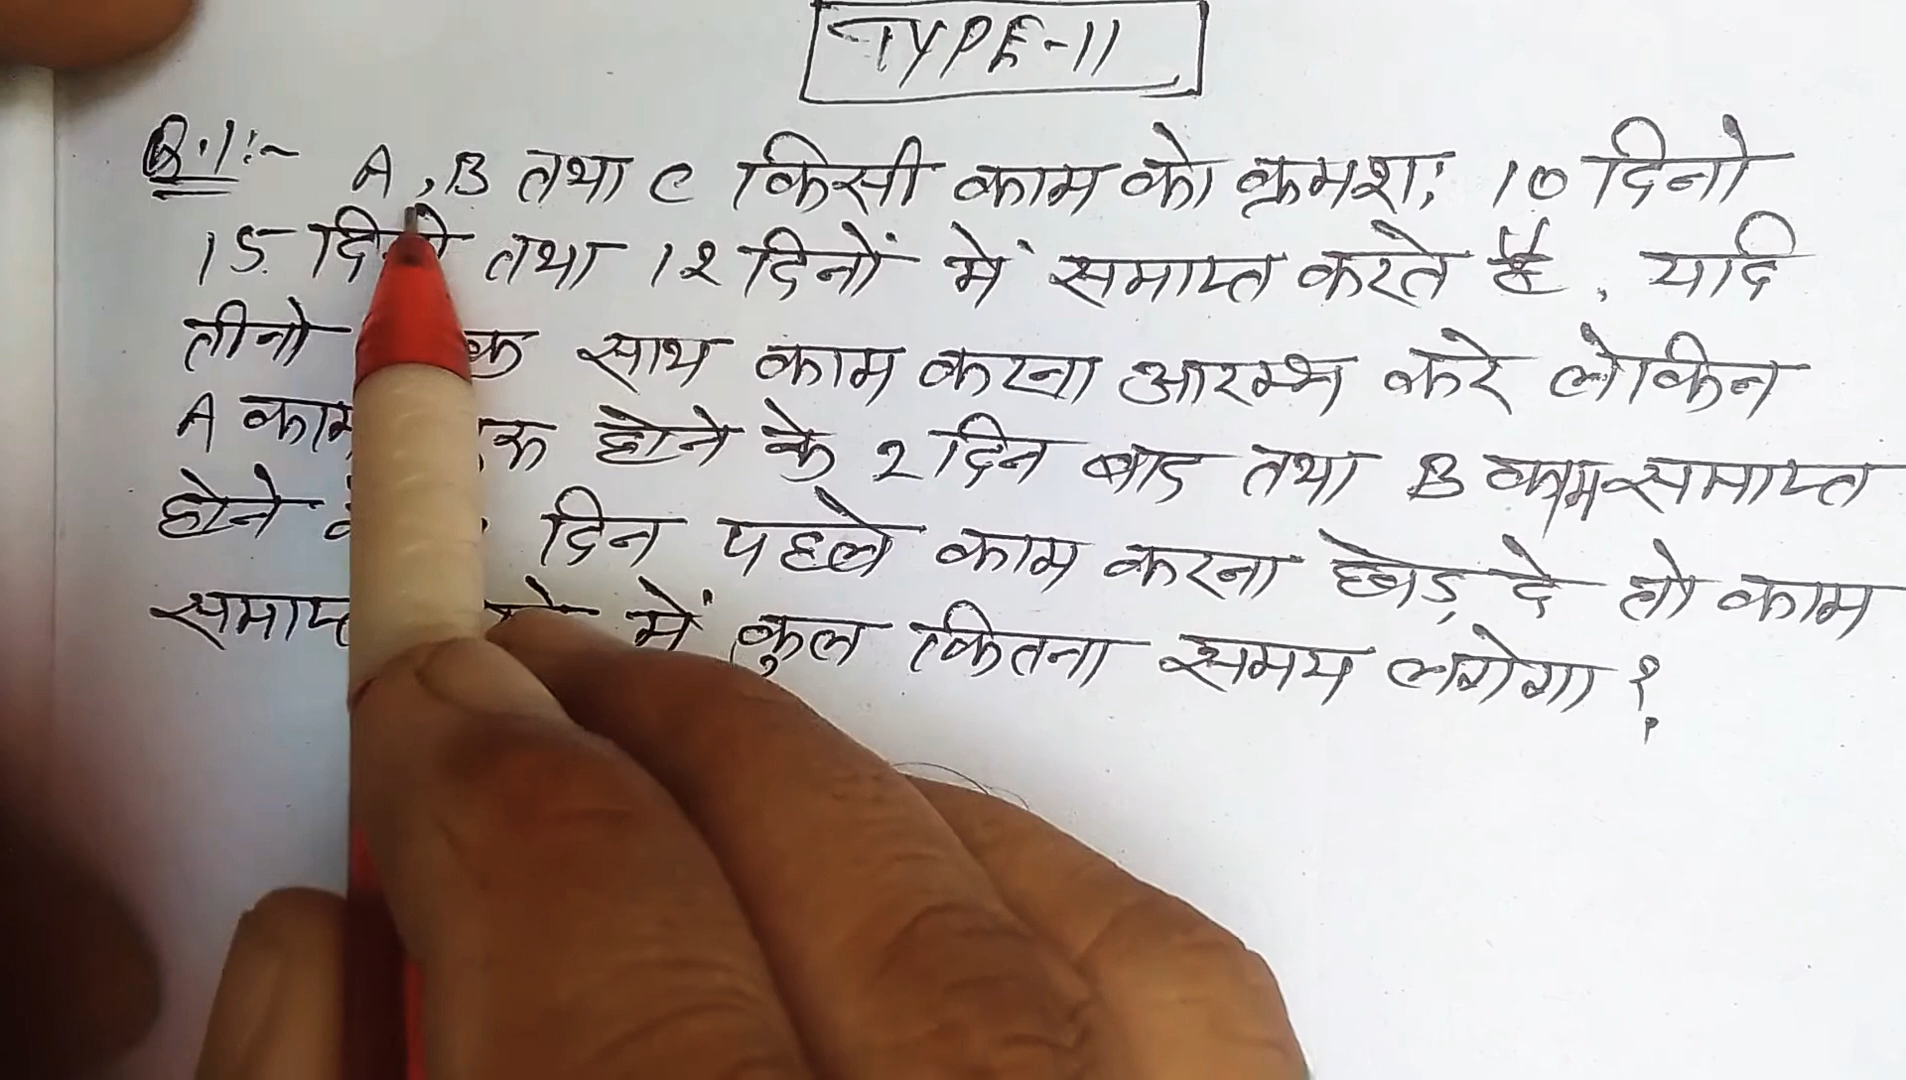 TYPE-11
Q.1:- A, B तथा C किसी काम को क्रमश: 10 दिनो
15 दिनो तथा 12 दिनों में समाप्त करते है, यदि
तीनो साथ काम करना आरम्भ करे लेकिन
A काम होने के 2 दिन बाद तथा B काम समाप्त
होने दिन पहले काम करना छोड़ दे तो काम
में कुल कितना समय लगेगा ?